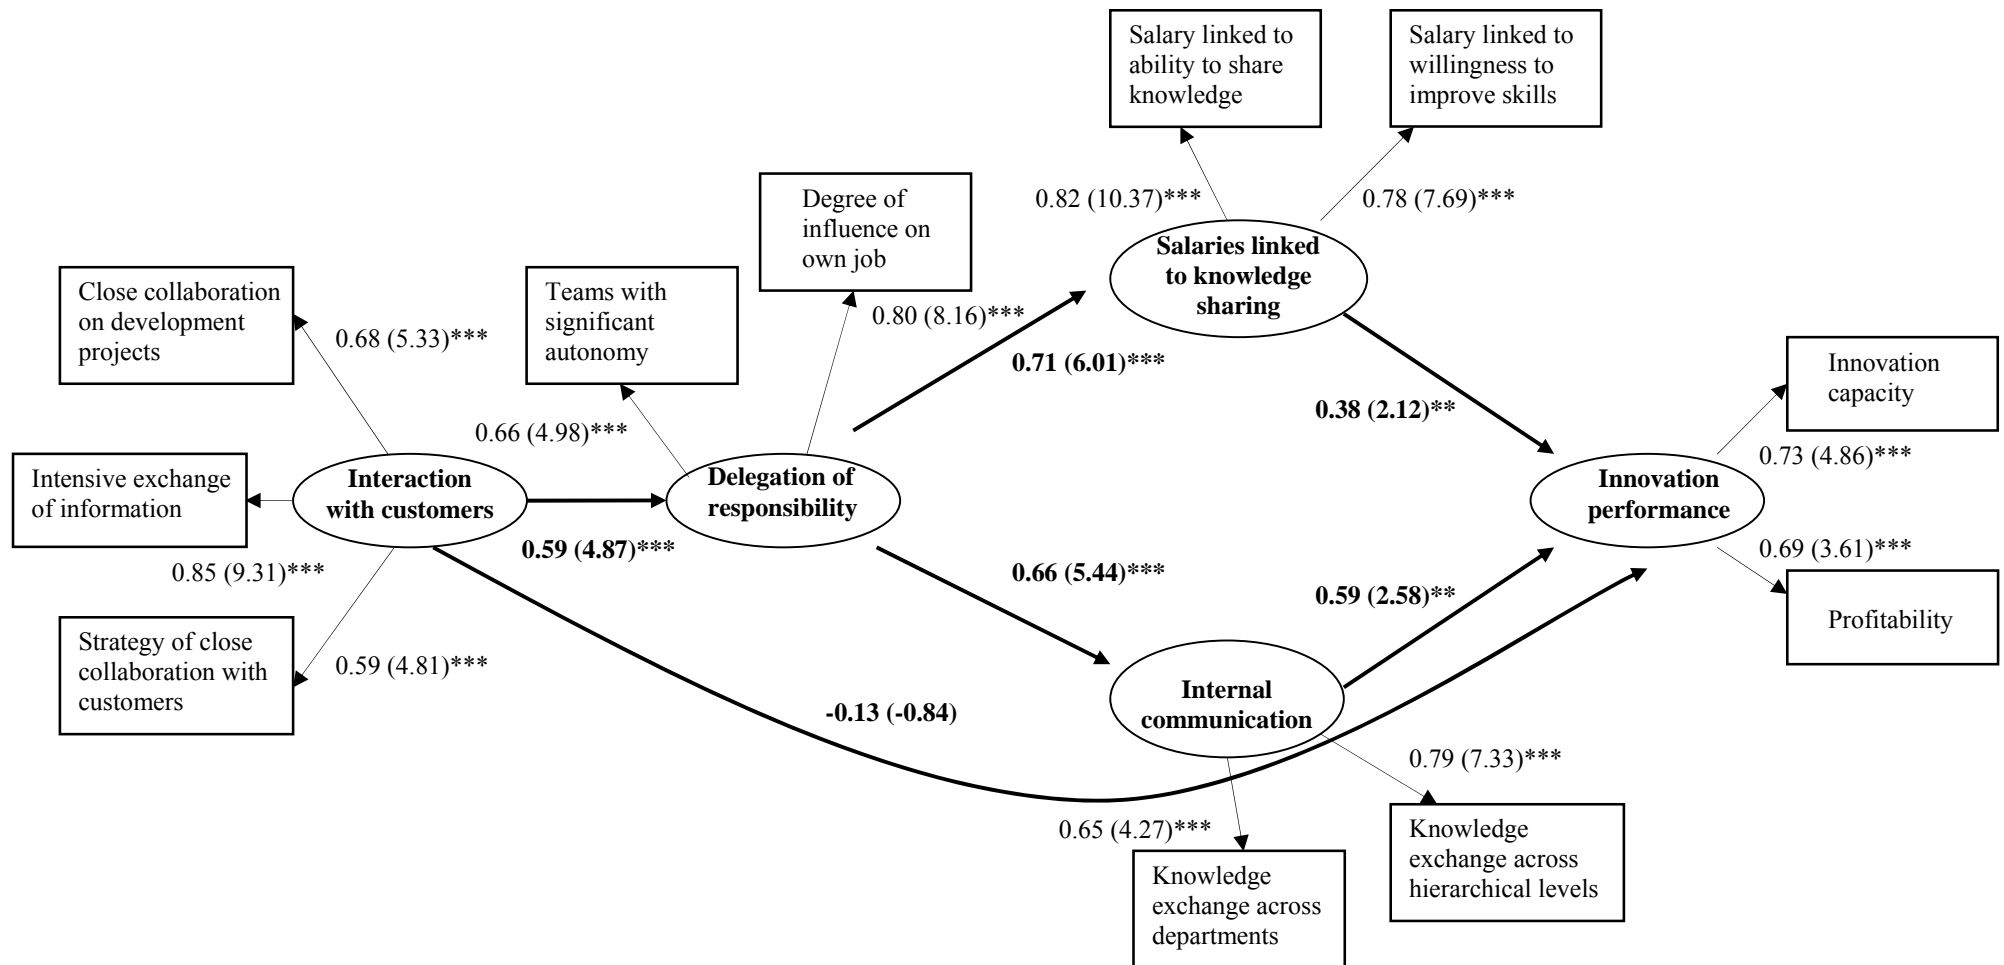 Salary linked to
ability to share
knowledge
Salary linked to
willingness to
improve skills
0.82 (10.37)***
0.78 (7.69)***
Salaries linked
to knowledge
sharing
Degree of
influence on
own job
0.80 (8.16)***
Close collaboration
on development
projects
0.68 (5.33)***
Teams with
significant
autonomy
0.66 (4.98)***
0.71 (6.01)***
0.38 (2.12)**
Innovation
capacity
0.73 (4.86)***
Intensive exchange
of information
0.85 (9.31)***
Interaction
with customers
0.59 (4.87)***
Delegation of
responsibility
Innovation
performance
0.69 (3.61)***
Profitability
0.66 (5.44)***
0.59 (2.58)**
Strategy of close
collaboration with
customers
0.59 (4.81)***
-0.13 (-0.84)
Internal
communication
0.79 (7.33)***
0.65 (4.27)***
Knowledge
exchange across
hierarchical levels
Knowledge
exchange across
departments